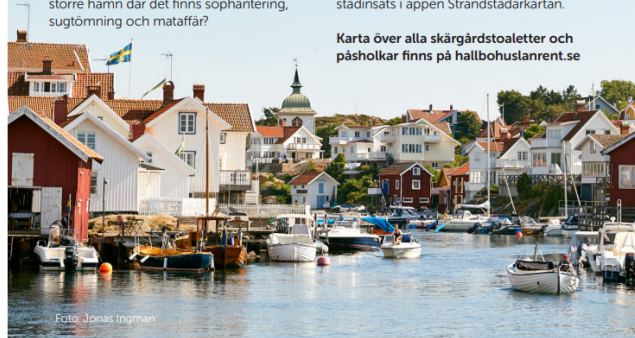 större hamn där det finns sophantering,
sugtömning och mataffär?
städinsats i appen Strandstädarkartan.
Karta över alla skärgårdstoaletter och
påsholkar finns på hallbohuslanrent.se
Foto: Jonas Ingman